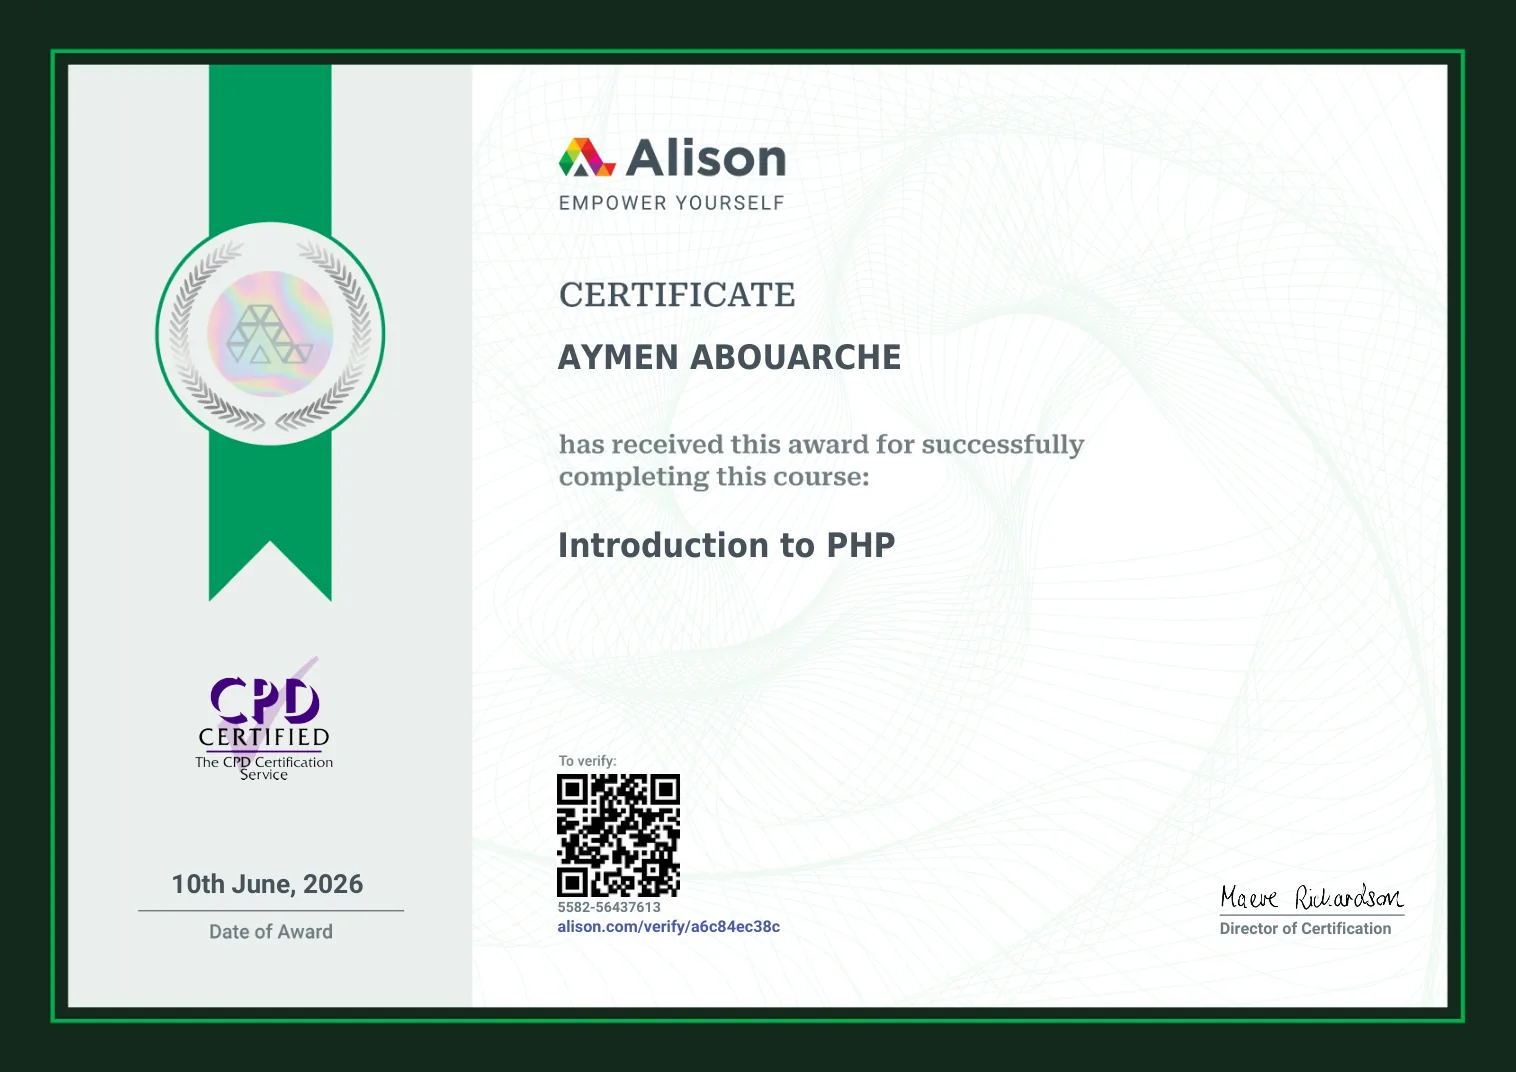 Alison
EMPOWER YOURSELF
CERTIFICATE
AYMEN ABOUARCHE
has received this award for successfully
completing this course:
Introduction to PHP
CPD
CERTIFIED
The CPD Certification
Service
10th June, 2026
Date of Award
To verify:
5582-56437613
alison.com/verify/a6c84ec38c
Maeve Richardson
Director of Certification